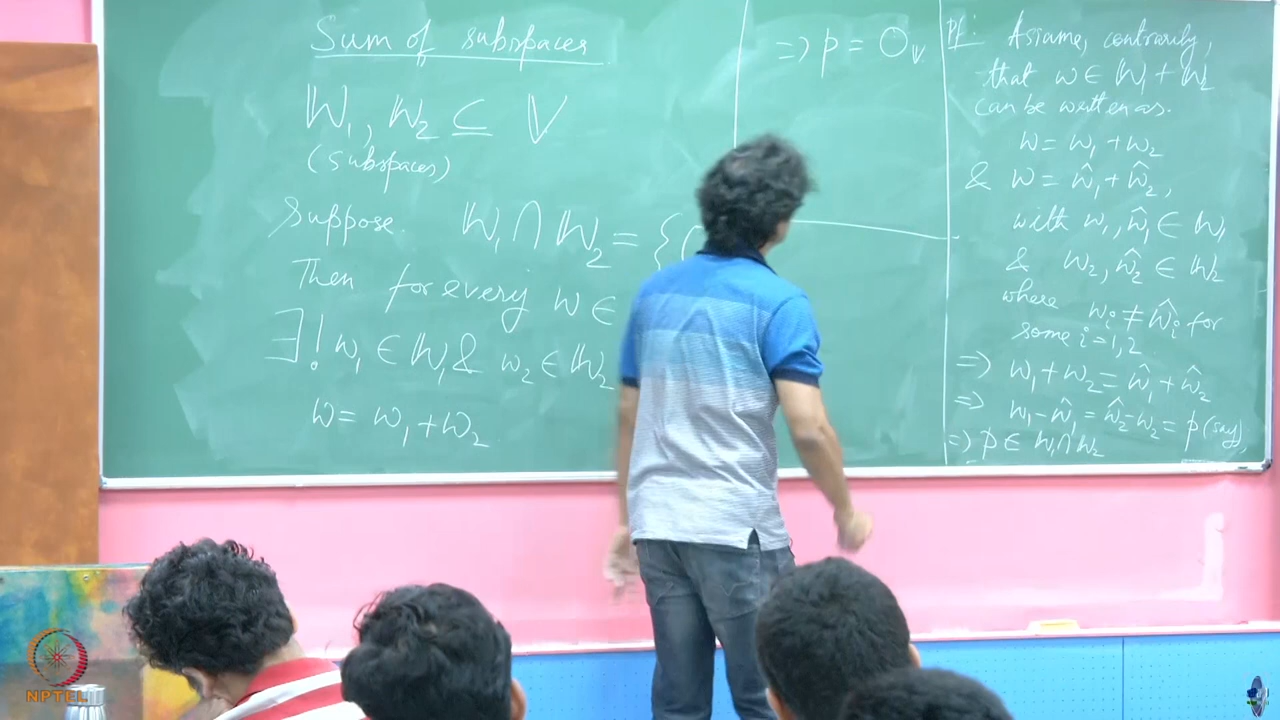 Sum of subspaces
W₁, W₂ ⊆ V
(subspaces)
Suppose W₁ ∩ W₂ = {0
Then for every w ∈
∃! w₁ ∈ W₁ & w₂ ∈ W₂
w = w₁ + w₂
⇒ p = 0ᵥ
Pf: Assume, contrarily,
that w ∈ W₁ + W₂
can be written as.
w = w₁ + w₂
& w = ŵ₁ + ŵ₂,
with w₁, ŵ₁ ∈ W₁
& w₂, ŵ₂ ∈ W₂
where wᵢ ≠ ŵᵢ for
some i = 1, 2
⇒ w₁ + w₂ = ŵ₁ + ŵ₂
⇒ w₁ - ŵ₁ = ŵ₂ - w₂ = p (say)
⇒ p ∈ W₁ ∩ W₂
NPTEL